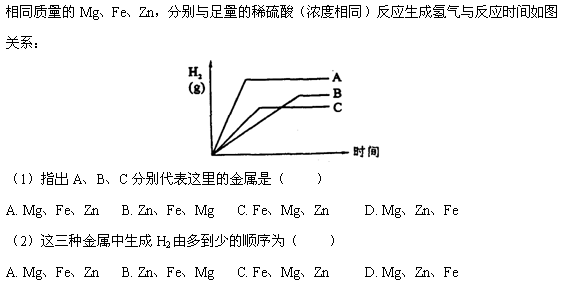 相同质量的 Mg、Fe、Zn，分别与足量的稀硫酸（浓度相同）反应生成氢气与反应时间如图
关系：
H₂
(g)
A
B
C
时间
（1）指出 A、B、C 分别代表这里的金属是（　　）
A. Mg、Fe、Zn　B. Zn、Fe、Mg　C. Fe、Mg、Zn　D. Mg、Zn、Fe
（2）这三种金属中生成 H₂ 由多到少的顺序为（　　）
A. Mg、Fe、Zn　B. Zn、Fe、Mg　C. Fe、Mg、Zn　D. Mg、Zn、Fe